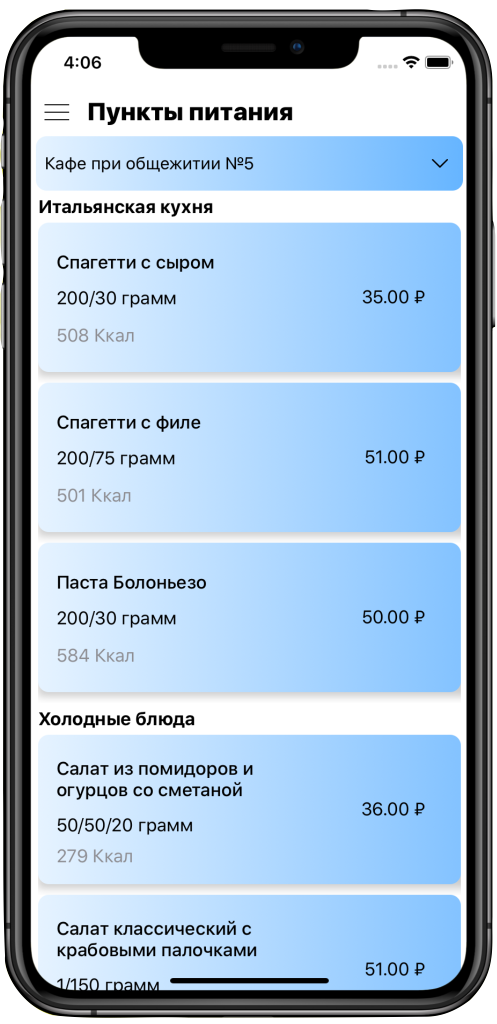 4:06
Пункты питания
Кафе при общежитии №5
Итальянская кухня
Спагетти с сыром
200/30 грамм
35.00 ₽
508 Ккал
Спагетти с филе
200/75 грамм
51.00 ₽
501 Ккал
Паста Болоньезо
200/30 грамм
50.00 ₽
584 Ккал
Холодные блюда
Салат из помидоров и
огурцов со сметаной
36.00 ₽
50/50/20 грамм
279 Ккал
Салат классический с
крабовыми палочками
51.00 ₽
1/150 грамм